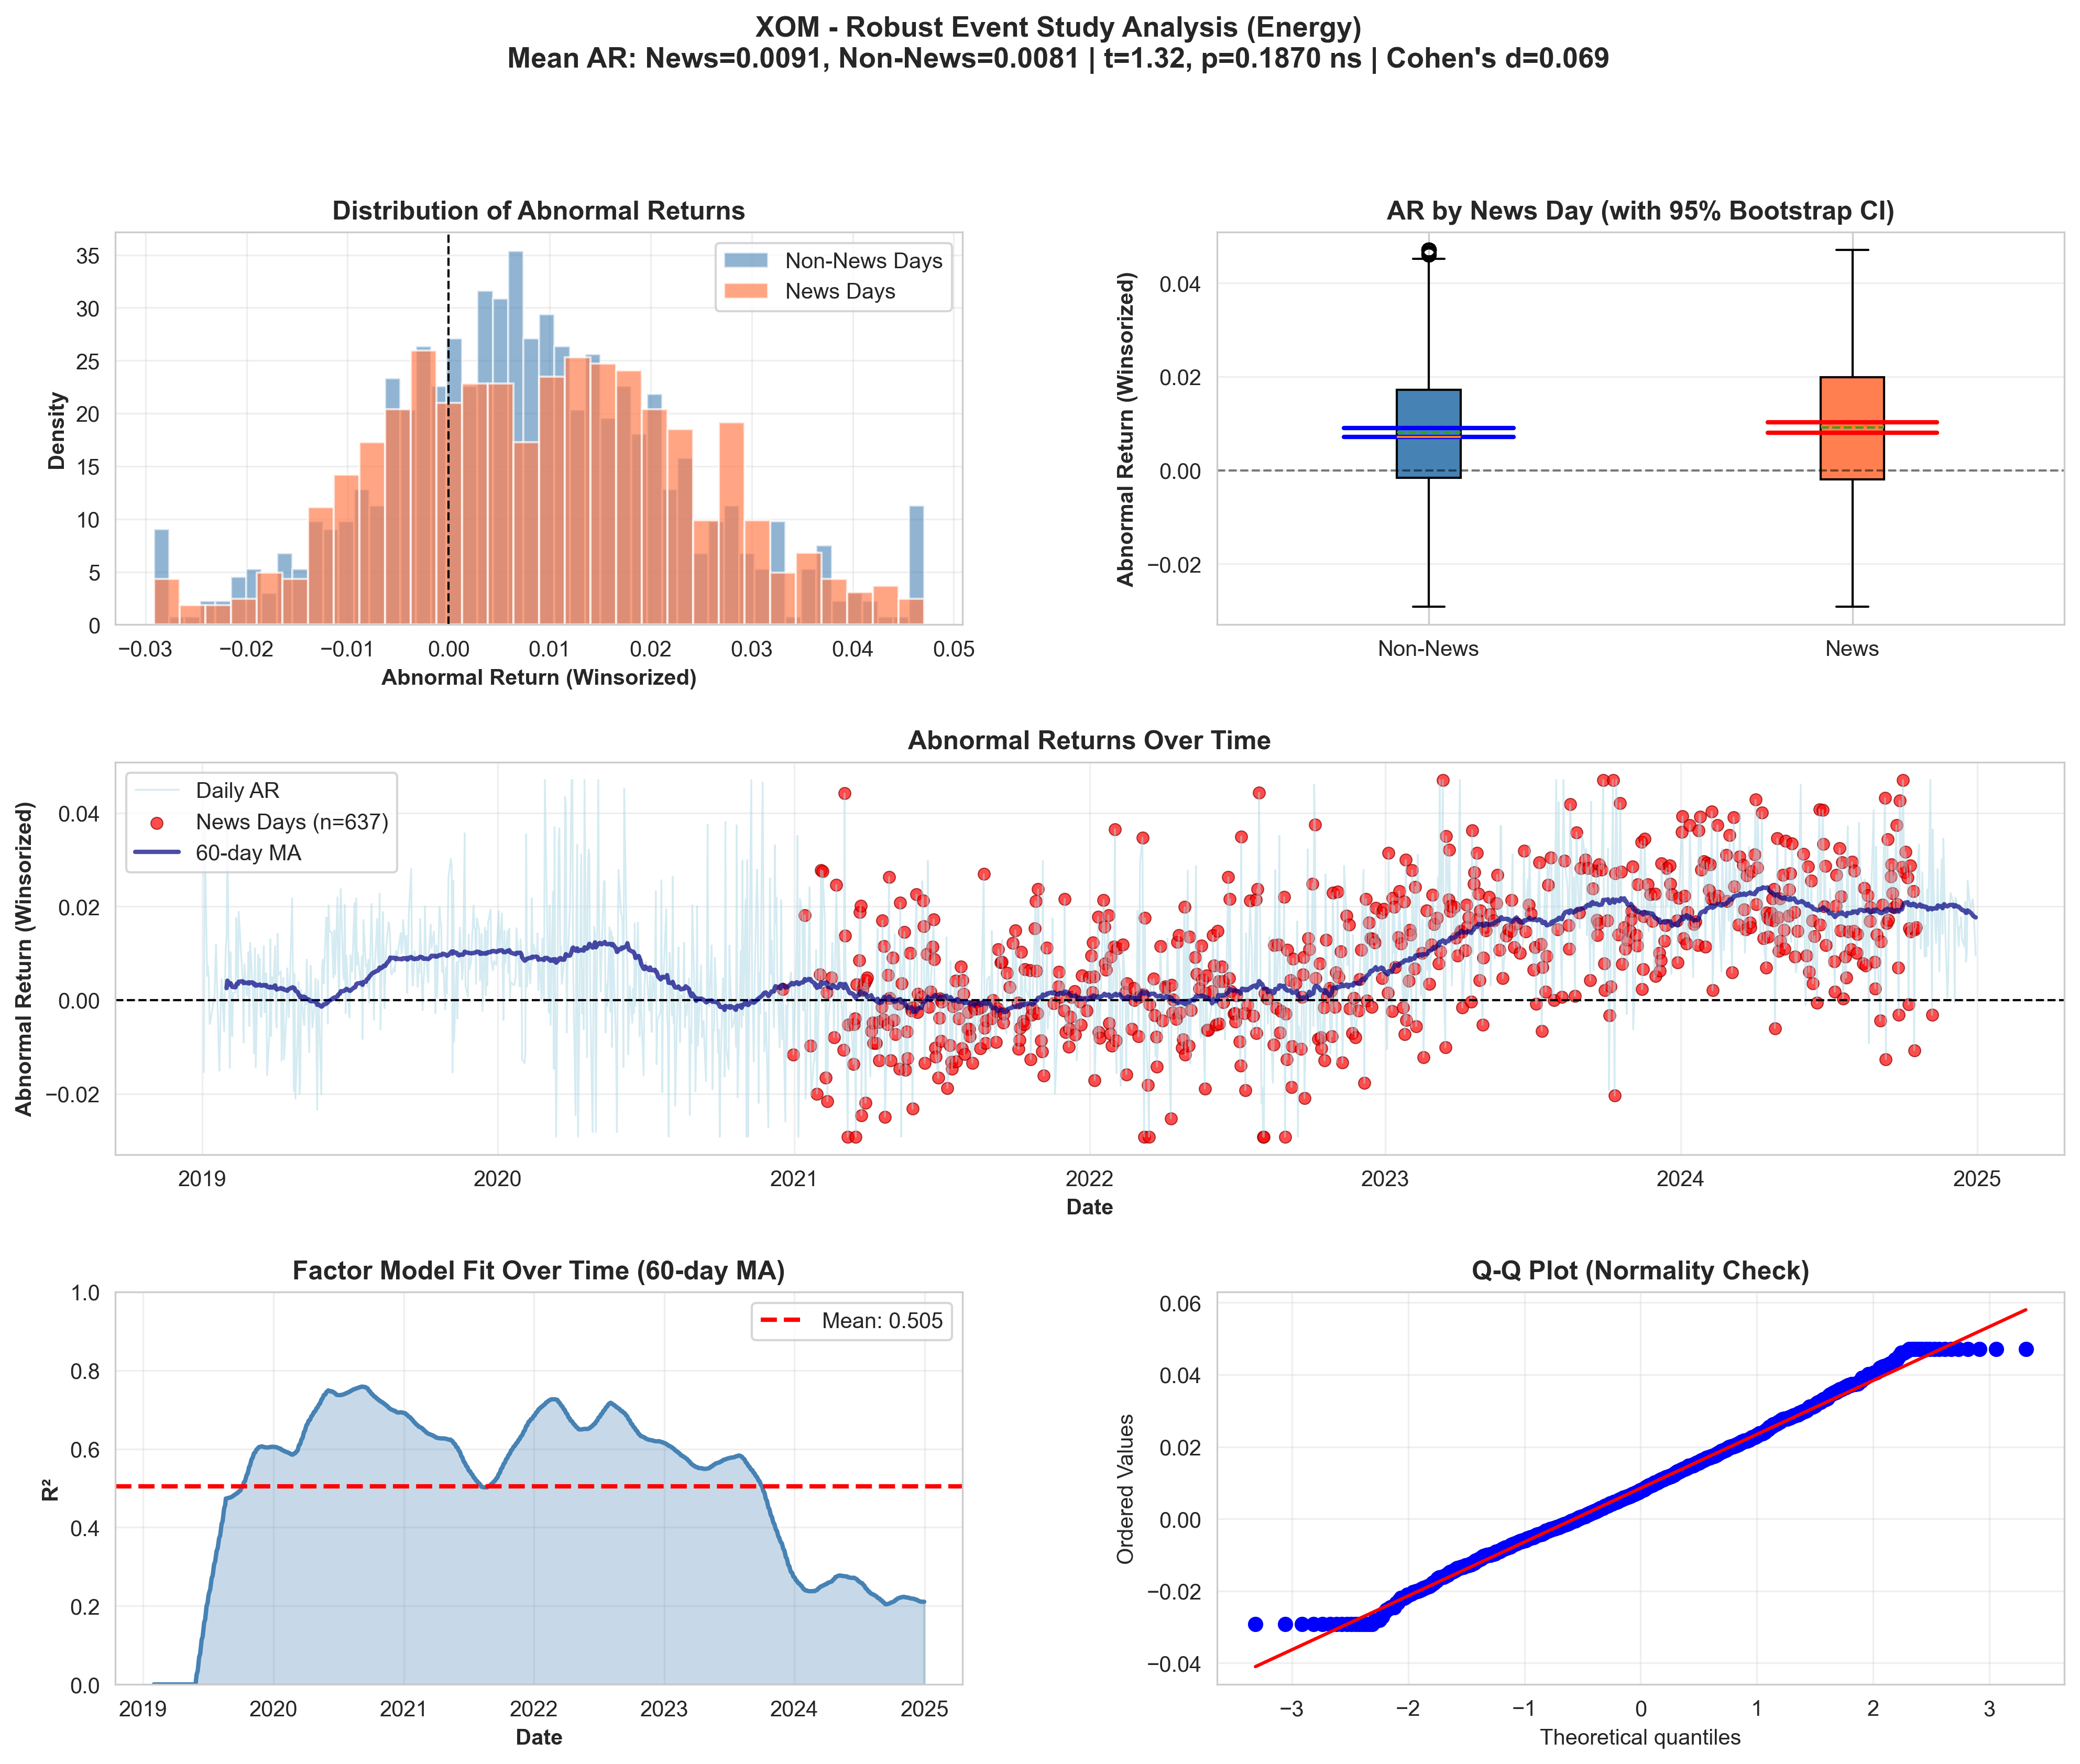 XOM - Robust Event Study Analysis (Energy)
Mean AR: News=0.0091, Non-News=0.0081 | t=1.32, p=0.1870 ns | Cohen's d=0.069
Distribution of Abnormal Returns
Density
35
30
25
20
15
10
5
0
Non-News Days
News Days
−0.03
−0.02
−0.01
0.00
0.01
0.02
0.03
0.04
0.05
Abnormal Return (Winsorized)
AR by News Day (with 95% Bootstrap CI)
Abnormal Return (Winsorized)
0.04
0.02
0.00
−0.02
Non-News
News
Abnormal Returns Over Time
Abnormal Return (Winsorized)
0.04
0.02
0.00
−0.02
Daily AR
News Days (n=637)
60-day MA
2019
2020
2021
2022
2023
2024
2025
Date
Factor Model Fit Over Time (60-day MA)
R²
1.0
0.8
0.6
0.4
0.2
0.0
Mean: 0.505
2019
2020
2021
2022
2023
2024
2025
Date
Q-Q Plot (Normality Check)
Ordered Values
0.06
0.04
0.02
0.00
−0.02
−0.04
−3
−2
−1
0
1
2
3
Theoretical quantiles